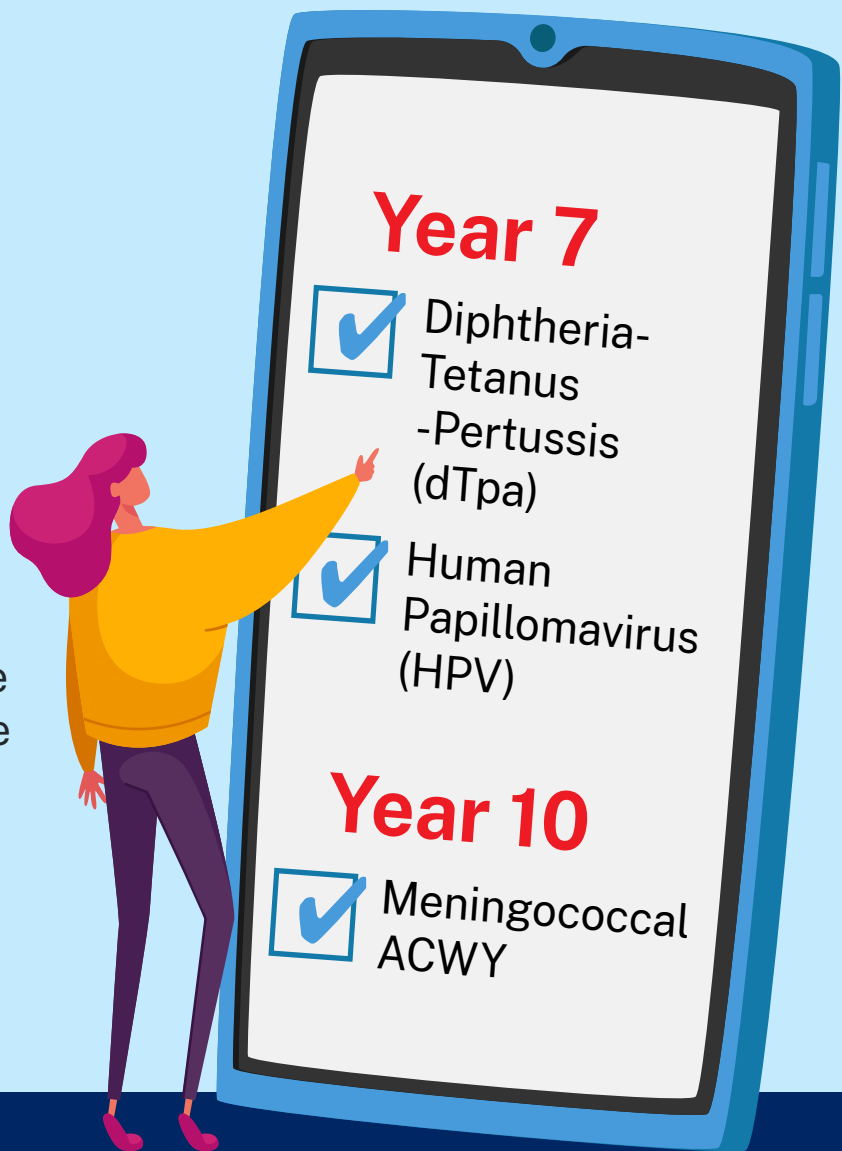 Year 7
Diphtheria-
Tetanus
-Pertussis
(dTpa)
Human
Papillomavirus
(HPV)
e
e
Year 10
Meningococcal
ACWY